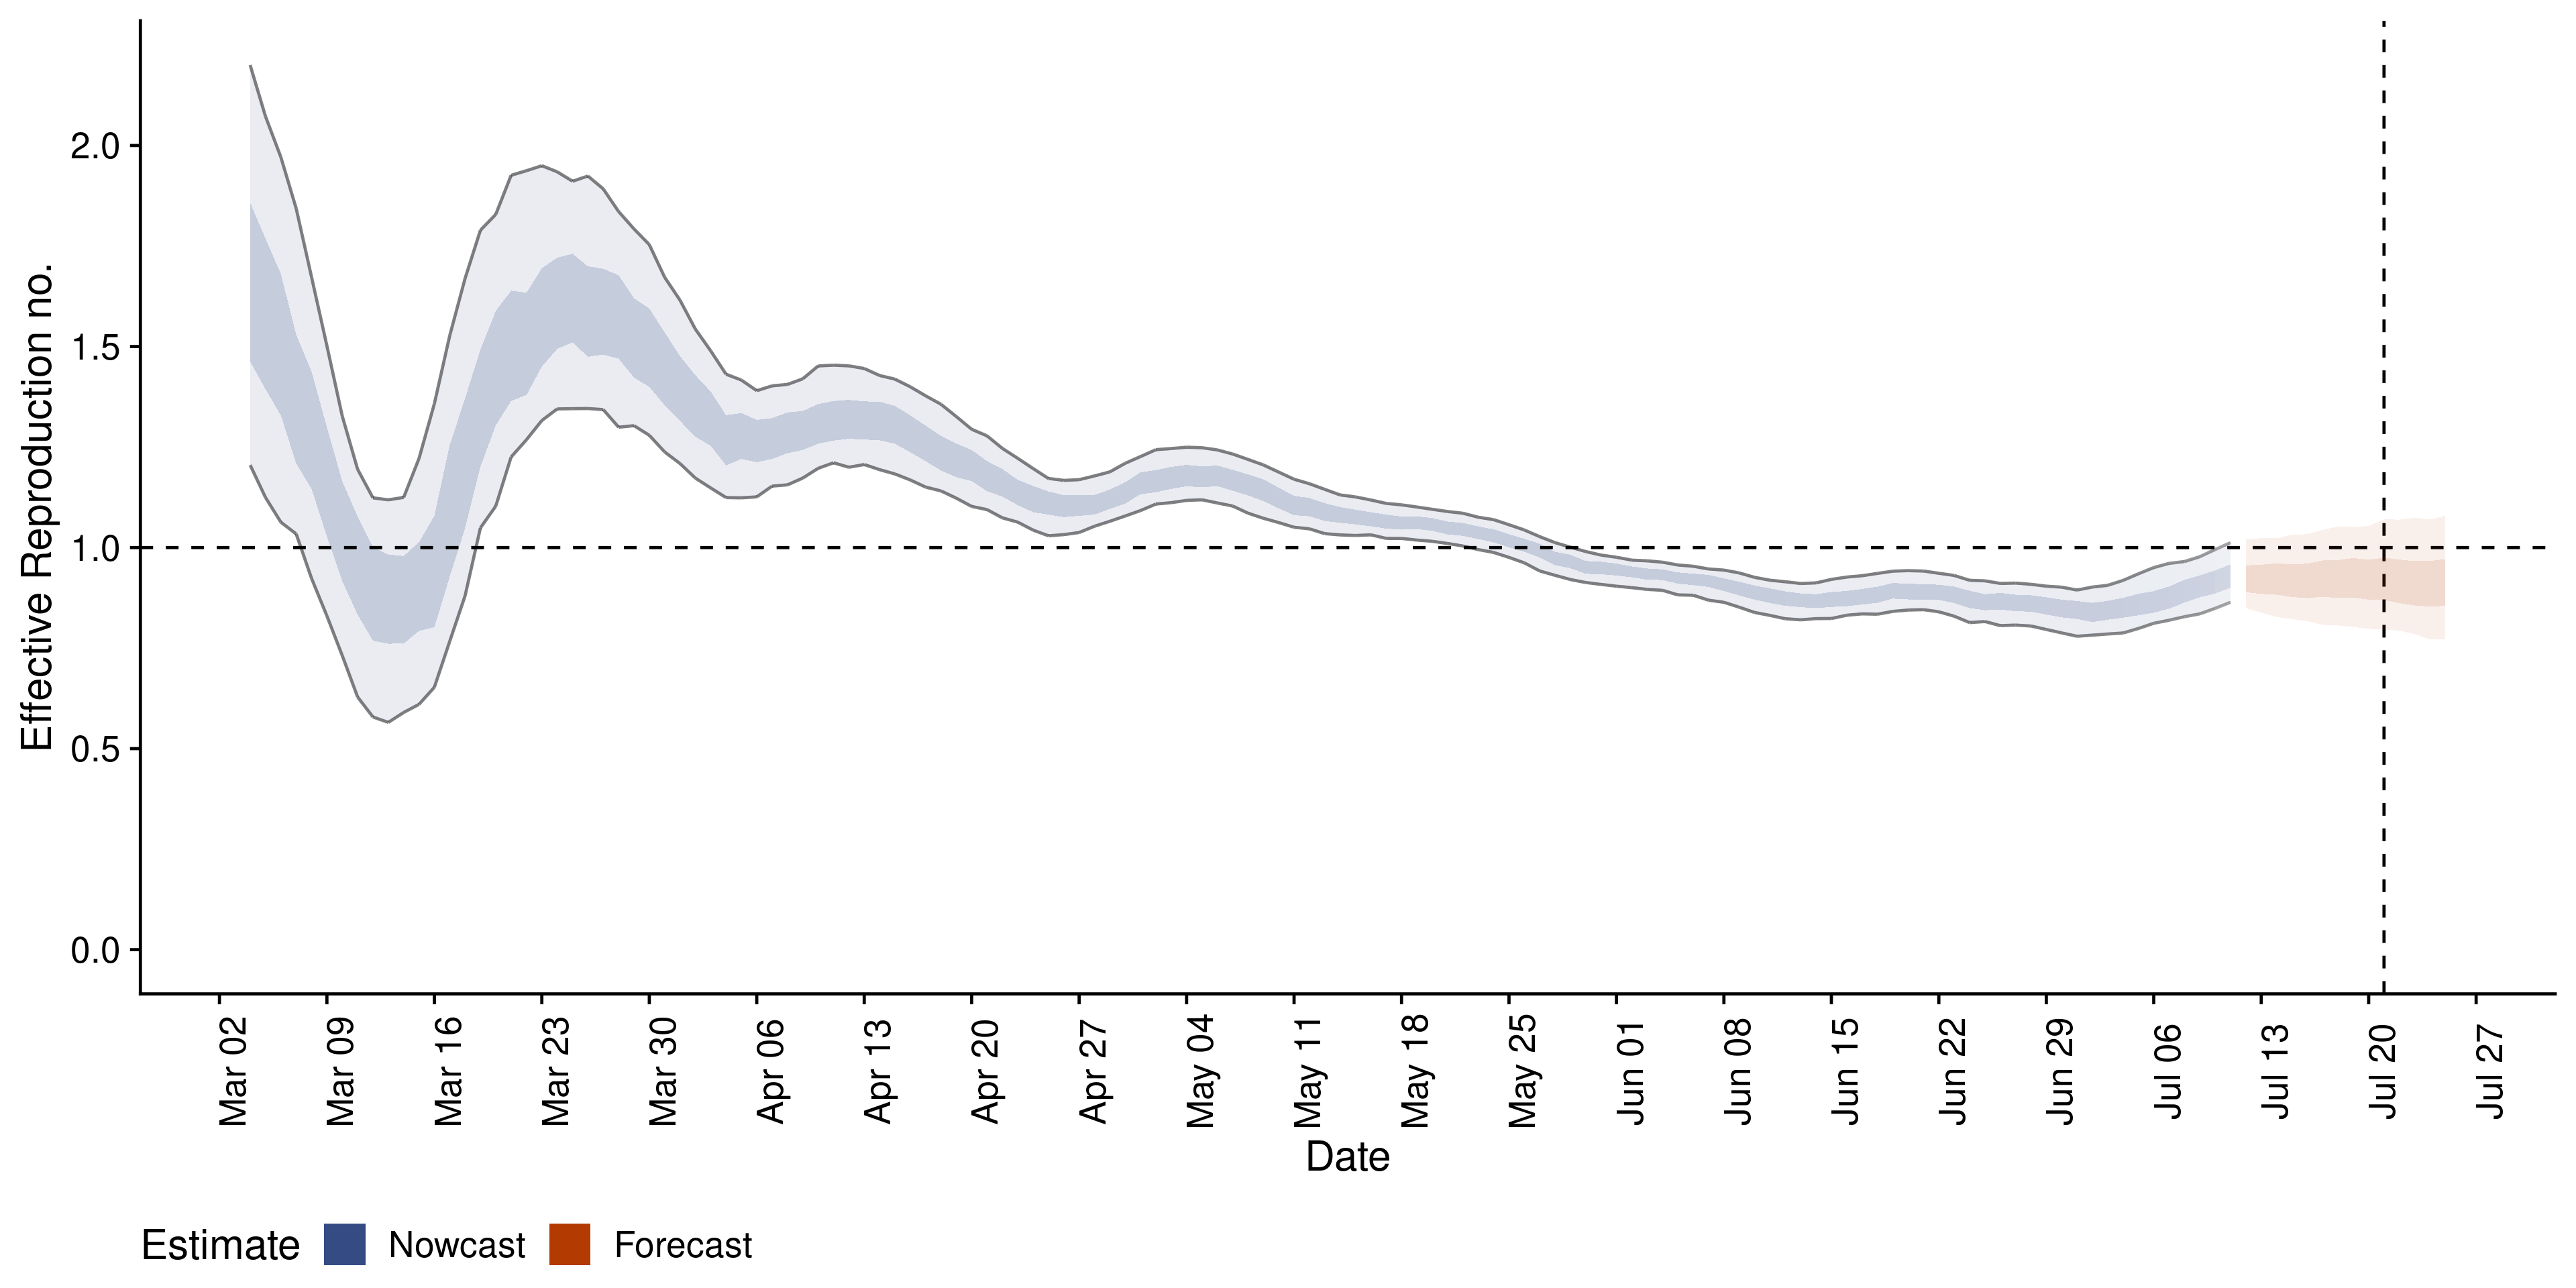 Effective Reproduction no.
2.0
1.5
1.0
0.5
0.0
Mar 02
Mar 09
Mar 16
Mar 23
Mar 30
Apr 06
Apr 13
Apr 20
Apr 27
May 04
May 11
May 18
May 25
Jun 01
Jun 08
Jun 15
Jun 22
Jun 29
Jul 06
Jul 13
Jul 20
Jul 27
Date
Estimate Nowcast Forecast